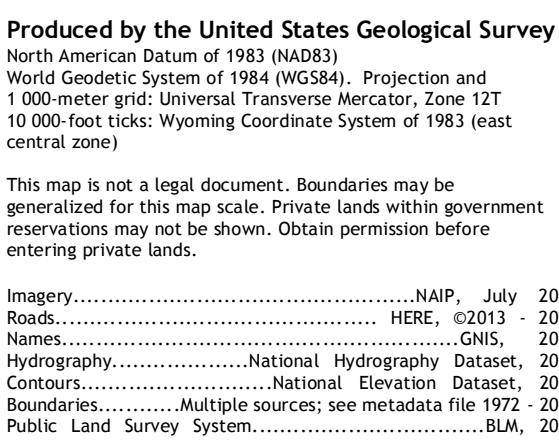 Produced by the United States Geological Survey
North American Datum of 1983 (NAD83)
World Geodetic System of 1984 (WGS84). Projection and
1 000-meter grid: Universal Transverse Mercator, Zone 12T
10 000-foot ticks: Wyoming Coordinate System of 1983 (east
central zone)
This map is not a legal document. Boundaries may be
generalized for this map scale. Private lands within government
reservations may not be shown. Obtain permission before
entering private lands.
Imagery.........................................NAIP, July 20
Roads....................................... HERE, ©2013 - 20
Names................................................GNIS, 20
Hydrography..................National Hydrography Dataset, 20
Contours.........................National Elevation Dataset, 20
Boundaries...........Multiple sources; see metadata file 1972 - 20
Public Land Survey System...............................BLM, 20